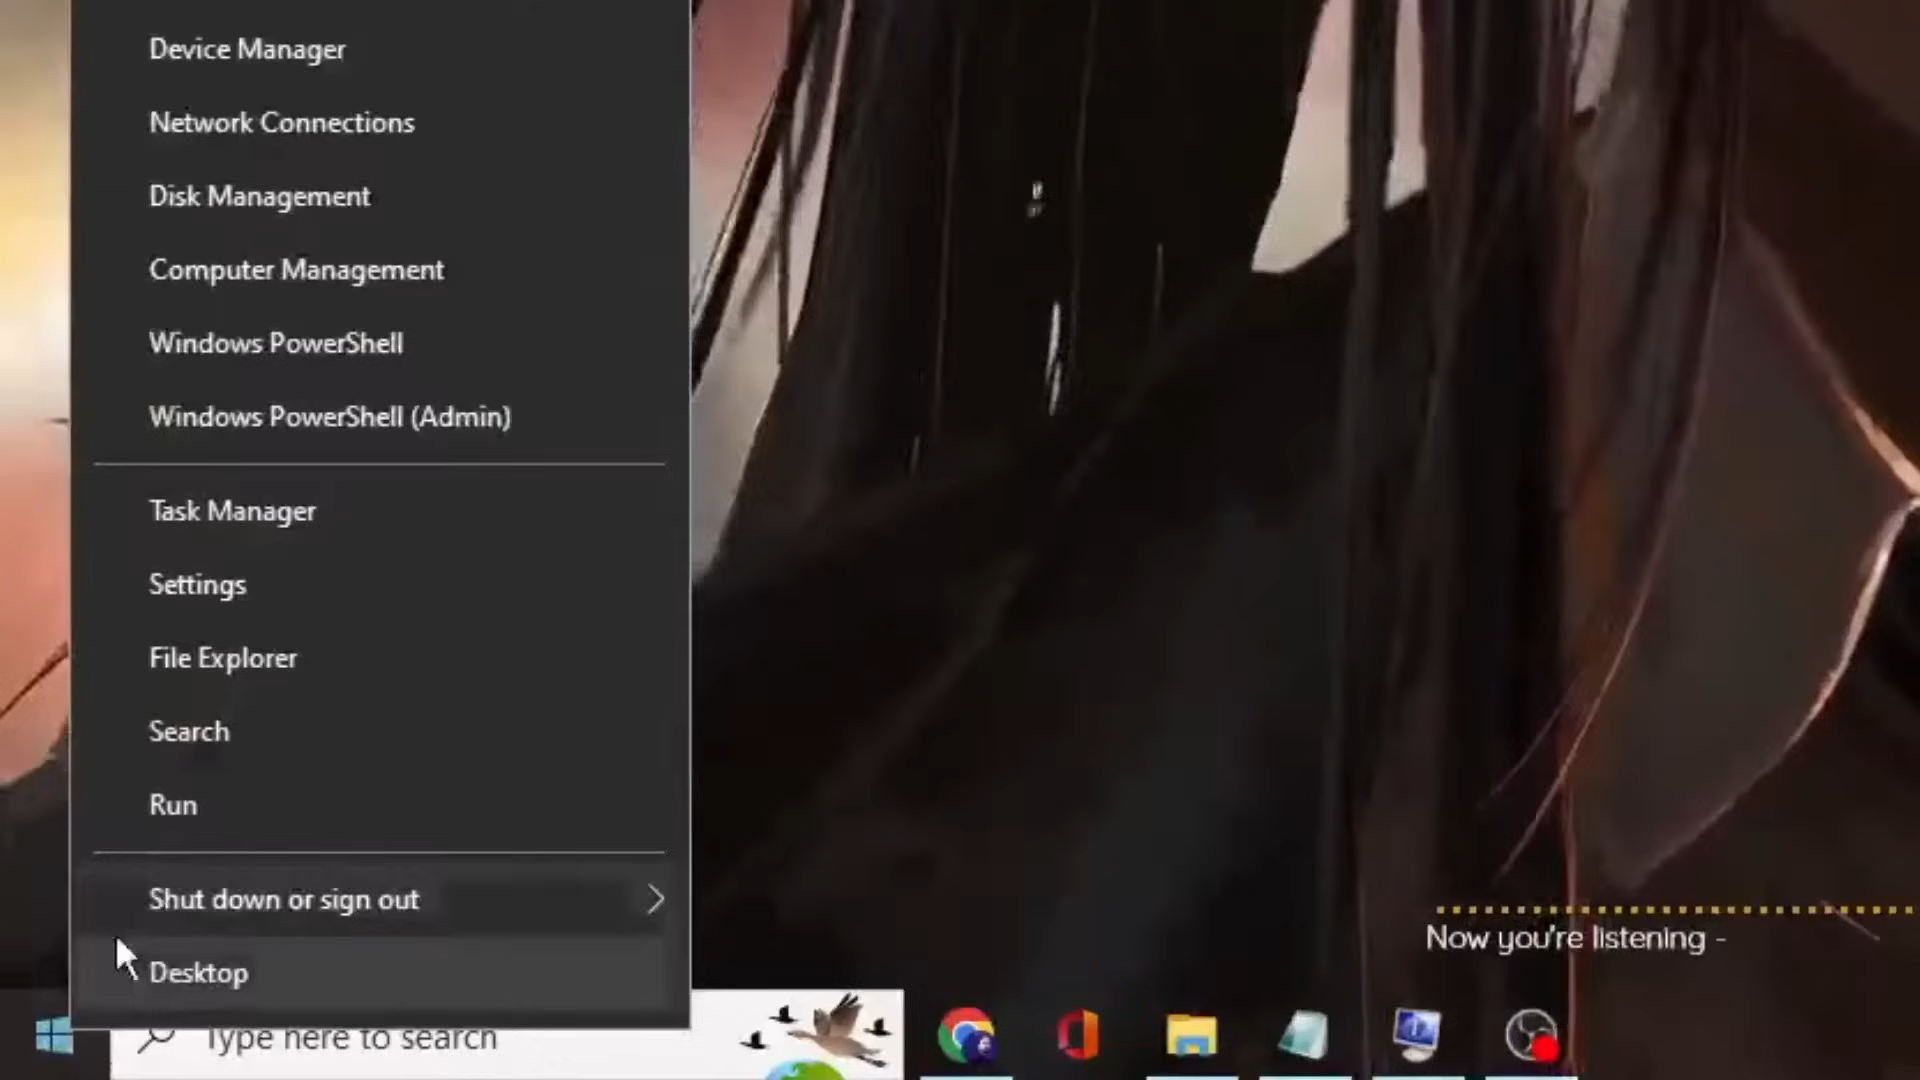 Device Manager
Network Connections
Disk Management
Computer Management
Windows PowerShell
Windows PowerShell (Admin)
Task Manager
Settings
File Explorer
Search
Run
Shut down or sign out
Desktop
Now you're listening -
Type here to search